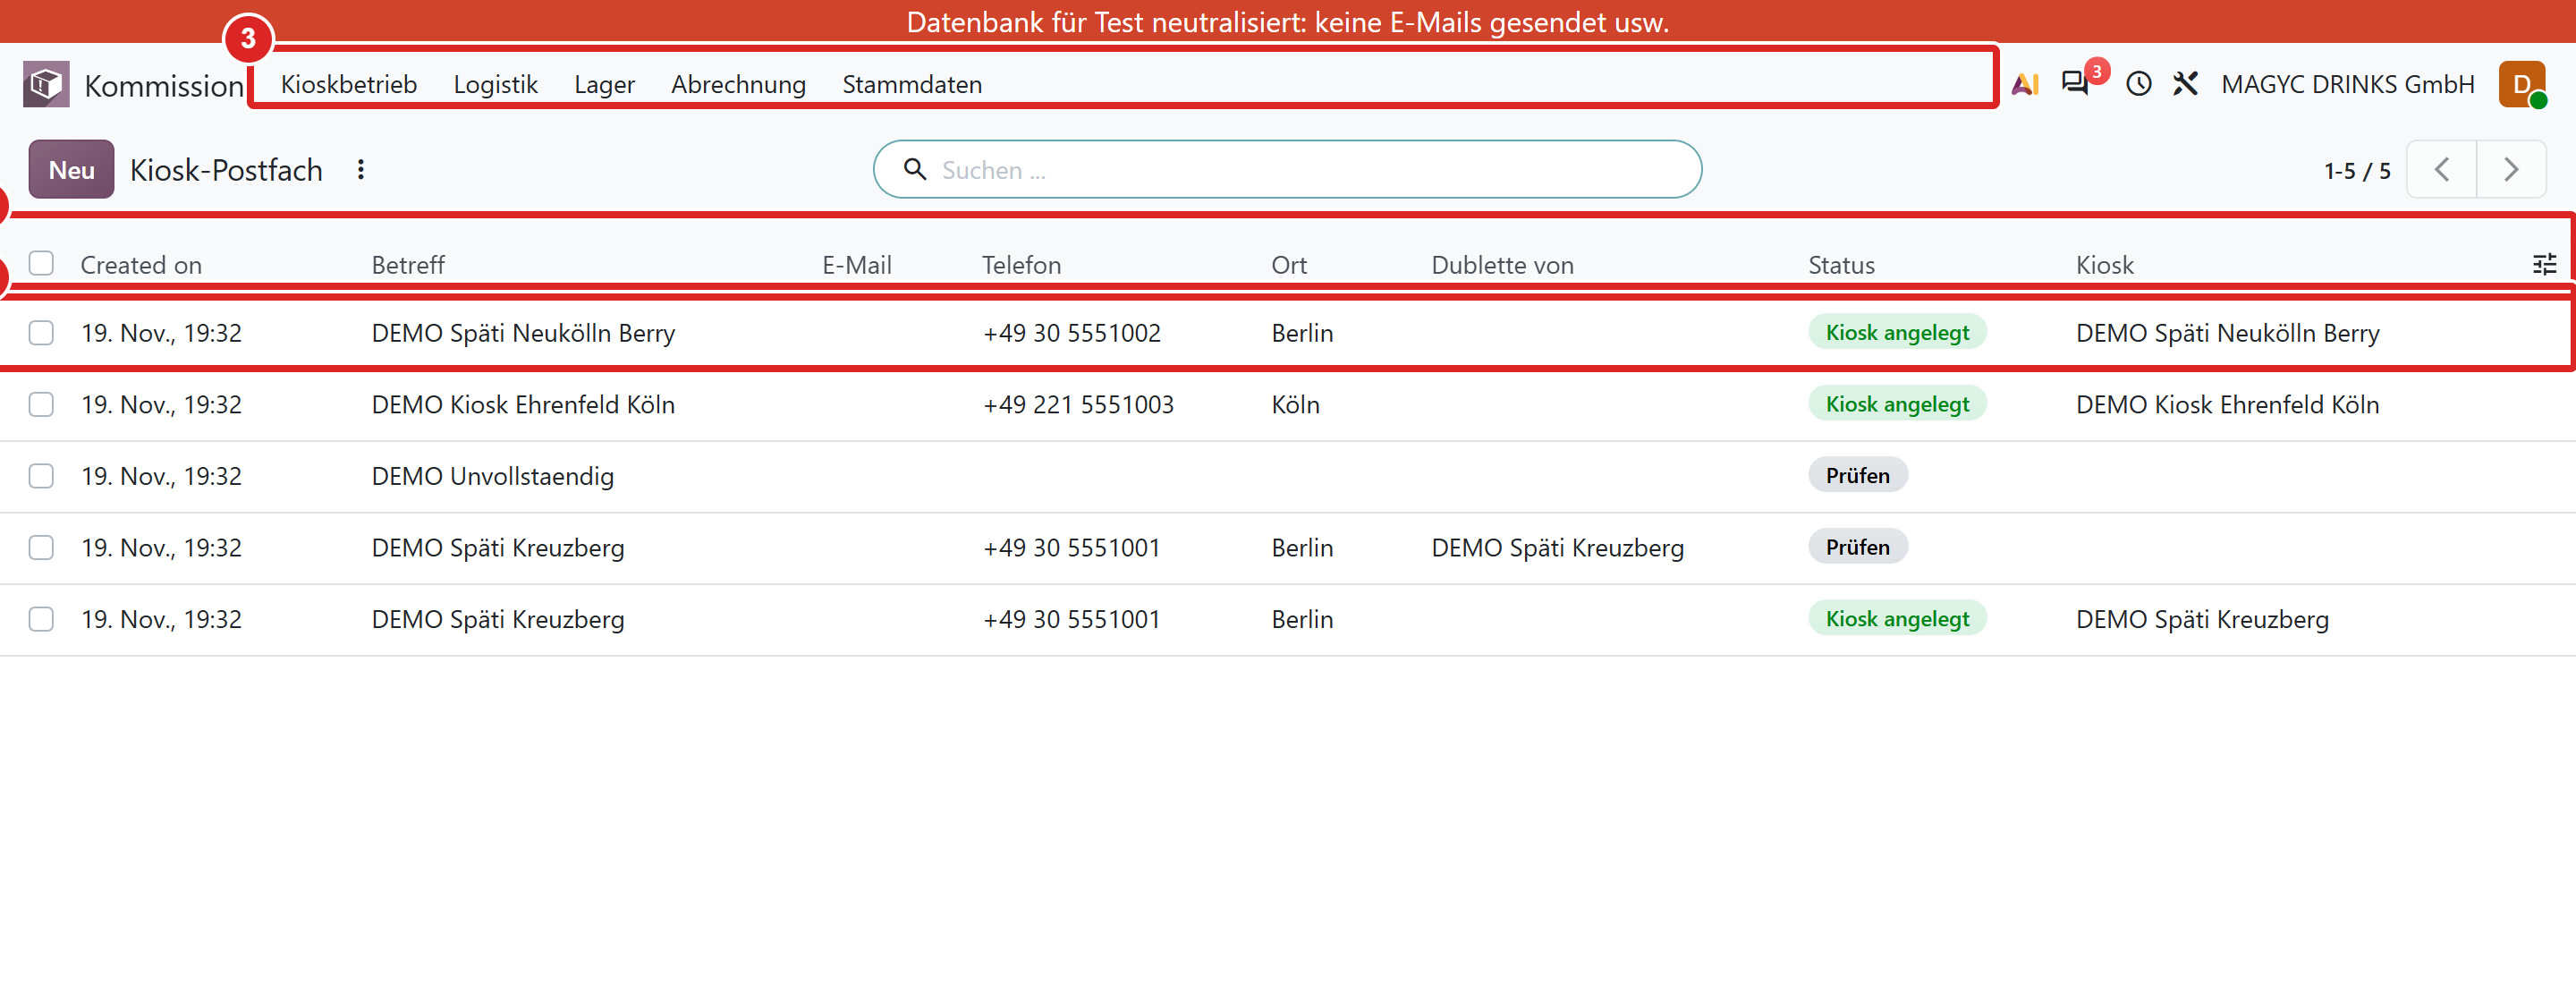 Datenbank für Test neutralisiert: keine E-Mails gesendet usw.
3
Kommission Kioskbetrieb Logistik Lager Abrechnung Stammdaten AI 3 MAGYC DRINKS GmbH D
Neu Kiosk-Postfach Suchen ... 1-5 / 5
Created on Betreff E-Mail Telefon Ort Dublette von Status Kiosk
19. Nov., 19:32 DEMO Späti Neukölln Berry +49 30 5551002 Berlin Kiosk angelegt DEMO Späti Neukölln Berry
19. Nov., 19:32 DEMO Kiosk Ehrenfeld Köln +49 221 5551003 Köln Kiosk angelegt DEMO Kiosk Ehrenfeld Köln
19. Nov., 19:32 DEMO Unvollstaendig Prüfen
19. Nov., 19:32 DEMO Späti Kreuzberg +49 30 5551001 Berlin DEMO Späti Kreuzberg Prüfen
19. Nov., 19:32 DEMO Späti Kreuzberg +49 30 5551001 Berlin Kiosk angelegt DEMO Späti Kreuzberg